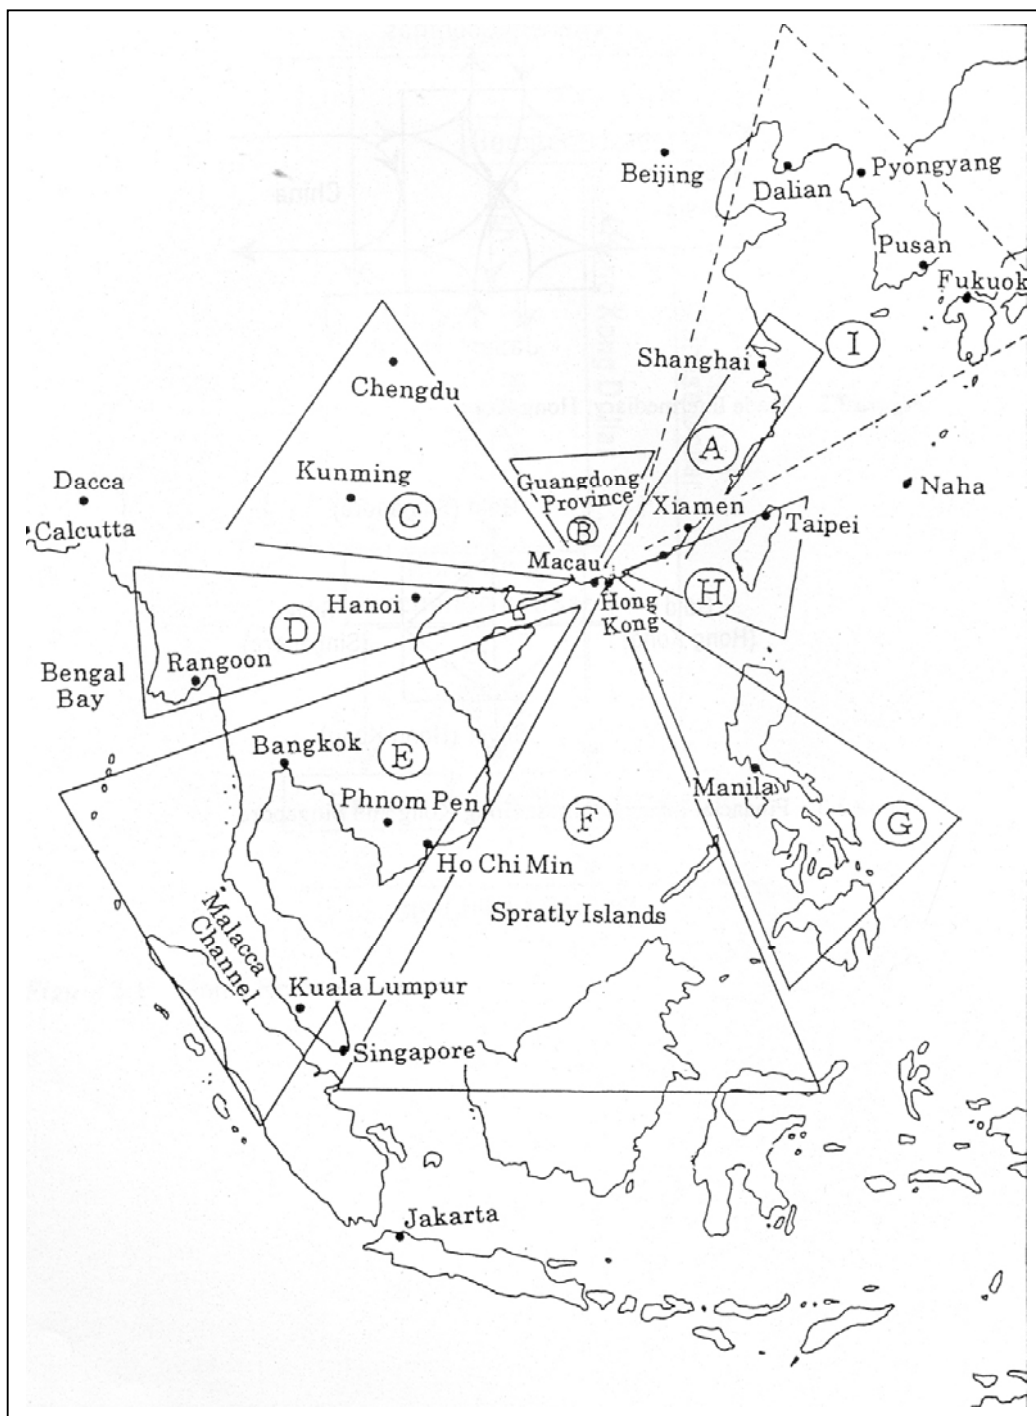 Beijing
Dalian
Pyongyang
Pusan
Fukuok
I
Shanghai
A
Chengdu
Kunming
C
Guangdong
Province
B
Xiamen
Naha
Dacca
Calcutta
Taipei
Macau
H
Hong
Kong
Hanoi
D
Rangoon
Bengal
Bay
Bangkok
E
Phnom Pen
Ho Chi Min
F
Manila
G
Spratly Islands
Malacca
Channel
Kuala Lumpur
Singapore
Jakarta